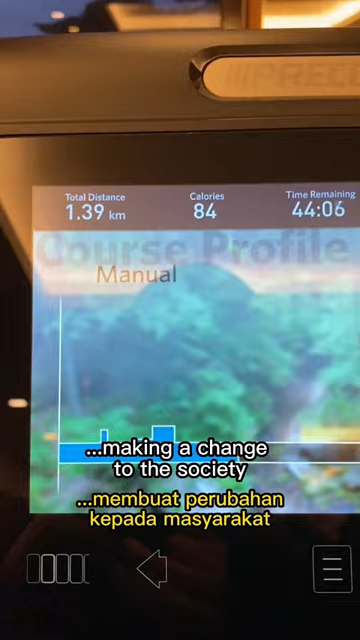 PRECO
Total Distance
Calories
Time Remaining
1.39 km
84
44:06
Course Profile
Manual
...making a change
to the society
...membuat perubahan
kepada masyarakat